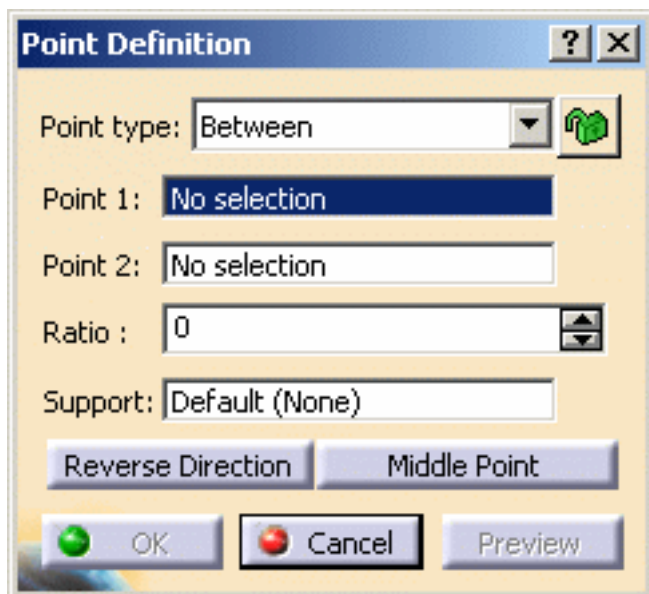 Point Definition ?
Point type: Between
Point 1: No selection
Point 2: No selection
Ratio : 0
Support: Default (None)
Reverse Direction Middle Point
OK Cancel Preview